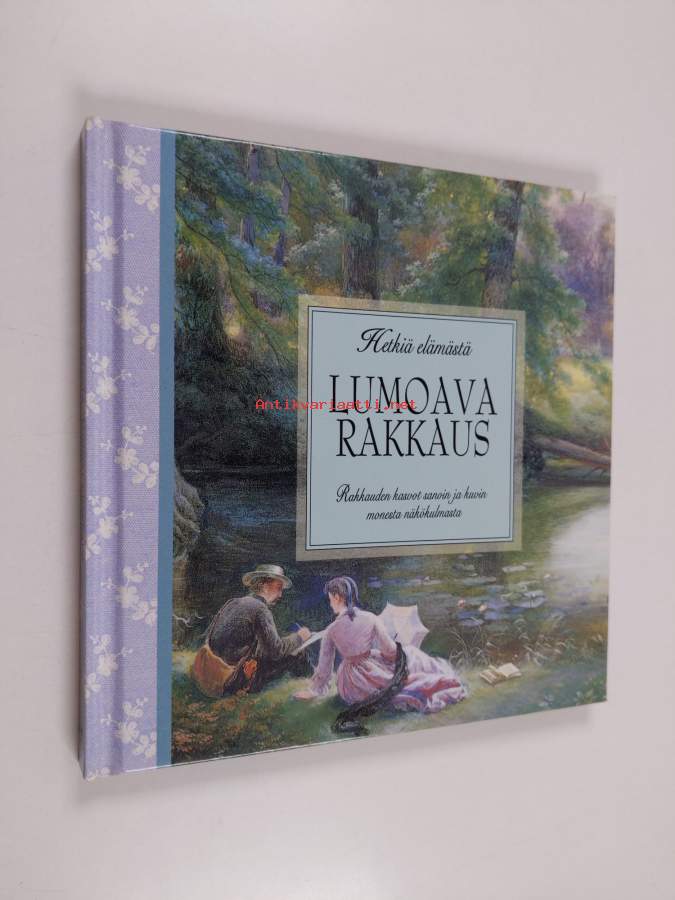 Hetkiä elämästä
LUMOAVA
Antikvariaatti.net
RAKKAUS
Rakkauden kasvot sanoin ja kuvin
monesta näkökulmasta